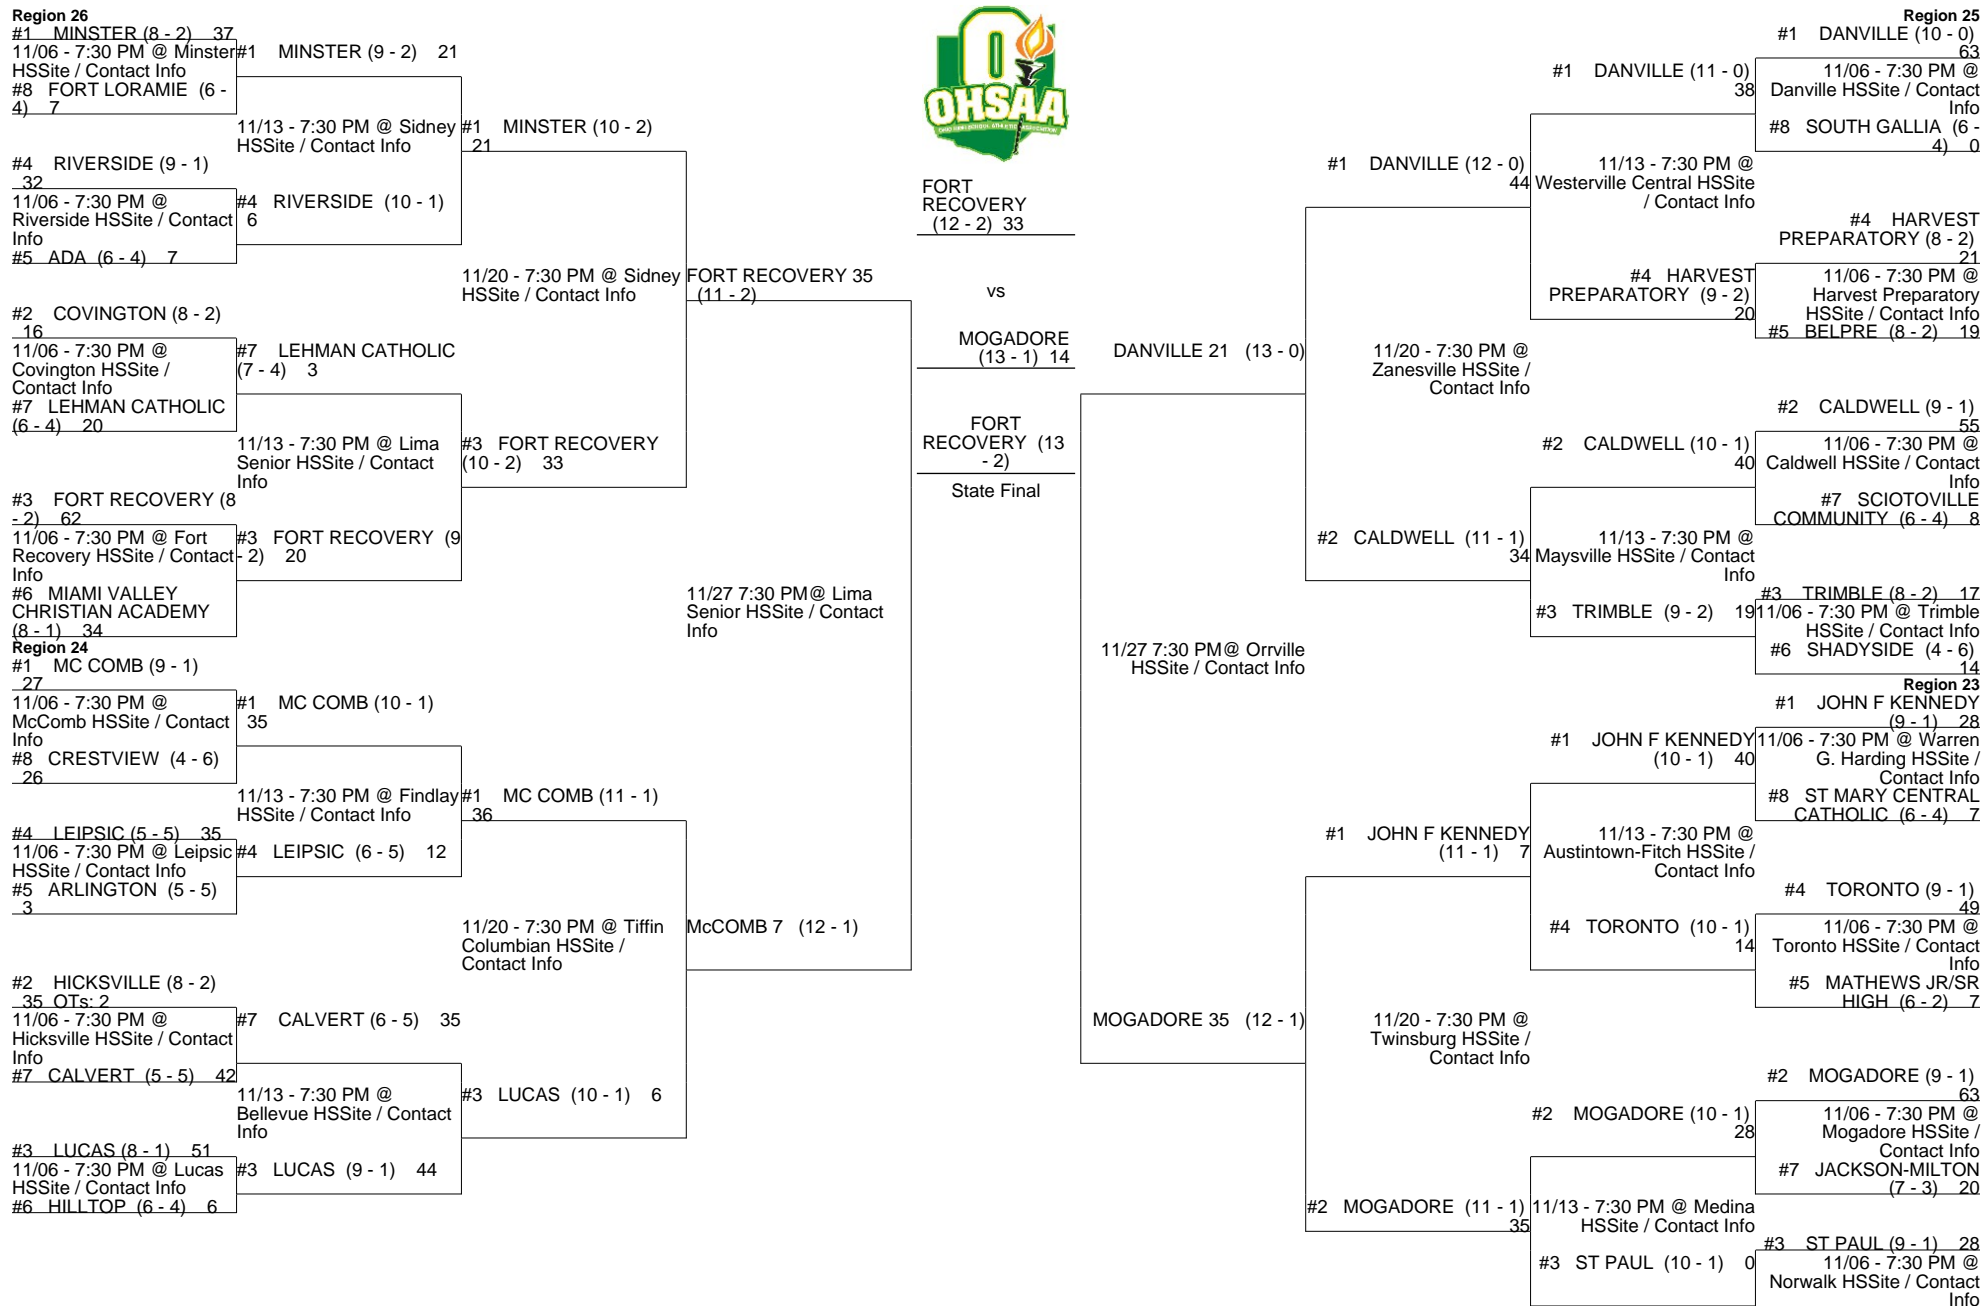 Region 26
#1 MINSTER (8 - 2) 37
11/06 - 7:30 PM @ Minster
HSSite / Contact Info
#8 FORT LORAMIE (6 -
4) 7
#4 RIVERSIDE (9 - 1)
32
11/06 - 7:30 PM @
Riverside HSSite / Contact
Info
#5 ADA (6 - 4) 7
#2 COVINGTON (8 - 2)
16
11/06 - 7:30 PM @
Covington HSSite /
Contact Info
#7 LEHMAN CATHOLIC
(6 - 4) 20
#3 FORT RECOVERY (8
- 2) 62
11/06 - 7:30 PM @ Fort
Recovery HSSite / Contact
Info
#6 MIAMI VALLEY
CHRISTIAN ACADEMY
(8 - 1) 34
Region 24
#1 MC COMB (9 - 1)
27
11/06 - 7:30 PM @
McComb HSSite / Contact
Info
#8 CRESTVIEW (4 - 6)
26
#4 LEIPSIC (5 - 5) 35
11/06 - 7:30 PM @ Leipsic
HSSite / Contact Info
#5 ARLINGTON (5 - 5)
3
#2 HICKSVILLE (8 - 2)
35 OTs: 2
11/06 - 7:30 PM @
Hicksville HSSite / Contact
Info
#7 CALVERT (5 - 5) 42
#3 LUCAS (8 - 1) 51
11/06 - 7:30 PM @ Lucas
HSSite / Contact Info
#6 HILLTOP (6 - 4) 6
#1 MINSTER (9 - 2) 21
11/13 - 7:30 PM @ Sidney
HSSite / Contact Info
#4 RIVERSIDE (10 - 1)
6
#7 LEHMAN CATHOLIC
(7 - 4) 3
11/13 - 7:30 PM @ Lima
Senior HSSite / Contact
Info
#3 FORT RECOVERY (9
- 2) 20
#1 MC COMB (10 - 1)
35
11/13 - 7:30 PM @ Findlay
HSSite / Contact Info
#4 LEIPSIC (6 - 5) 12
#7 CALVERT (6 - 5) 35
11/13 - 7:30 PM @
Bellevue HSSite / Contact
Info
#3 LUCAS (9 - 1) 44
#1 MINSTER (10 - 2)
21
11/20 - 7:30 PM @ Sidney
HSSite / Contact Info
#3 FORT RECOVERY
(10 - 2) 33
#1 MC COMB (11 - 1)
36
11/20 - 7:30 PM @ Tiffin
Columbian HSSite /
Contact Info
#3 LUCAS (10 - 1) 6
FORT RECOVERY 35
(11 - 2)
11/27 7:30 PM@ Lima
Senior HSSite / Contact
Info
McCOMB 7 (12 - 1)
OHSAA
FORT
RECOVERY
(12 - 2) 33
vs
MOGADORE
(13 - 1) 14
FORT
RECOVERY (13
- 2)
State Final
DANVILLE 21 (13 - 0)
11/27 7:30 PM@ Orrville
HSSite / Contact Info
MOGADORE 35 (12 - 1)
#1 DANVILLE (12 - 0)
44
11/20 - 7:30 PM @
Zanesville HSSite /
Contact Info
#2 CALDWELL (11 - 1)
34
#1 JOHN F KENNEDY
(11 - 1) 7
11/20 - 7:30 PM @
Twinsburg HSSite /
Contact Info
#2 MOGADORE (11 - 1)
35
#1 DANVILLE (11 - 0)
38
11/13 - 7:30 PM @
Westerville Central HSSite
/ Contact Info
#4 HARVEST
PREPARATORY (9 - 2)
20
#2 CALDWELL (10 - 1)
40
11/13 - 7:30 PM @
Maysville HSSite / Contact
Info
#3 TRIMBLE (9 - 2) 19
#1 JOHN F KENNEDY
(10 - 1) 40
11/13 - 7:30 PM @
Austintown-Fitch HSSite /
Contact Info
#4 TORONTO (10 - 1)
14
#2 MOGADORE (10 - 1)
28
11/13 - 7:30 PM @ Medina
HSSite / Contact Info
#3 ST PAUL (10 - 1) 0
Region 25
#1 DANVILLE (10 - 0)
63
11/06 - 7:30 PM @
Danville HSSite / Contact
Info
#8 SOUTH GALLIA (6 -
4) 0
#4 HARVEST
PREPARATORY (8 - 2)
21
11/06 - 7:30 PM @
Harvest Preparatory
HSSite / Contact Info
#5 BELPRE (8 - 2) 19
#2 CALDWELL (9 - 1)
55
11/06 - 7:30 PM @
Caldwell HSSite / Contact
Info
#7 SCIOTOVILLE
COMMUNITY (6 - 4) 8
#3 TRIMBLE (8 - 2) 17
11/06 - 7:30 PM @ Trimble
HSSite / Contact Info
#6 SHADYSIDE (4 - 6)
14
Region 23
#1 JOHN F KENNEDY
(9 - 1) 28
11/06 - 7:30 PM @ Warren
G. Harding HSSite /
Contact Info
#8 ST MARY CENTRAL
CATHOLIC (6 - 4) 7
#4 TORONTO (9 - 1)
49
11/06 - 7:30 PM @
Toronto HSSite / Contact
Info
#5 MATHEWS JR/SR
HIGH (6 - 2) 7
#2 MOGADORE (9 - 1)
63
11/06 - 7:30 PM @
Mogadore HSSite /
Contact Info
#7 JACKSON-MILTON
(7 - 3) 20
#3 ST PAUL (9 - 1) 28
11/06 - 7:30 PM @
Norwalk HSSite / Contact
Info